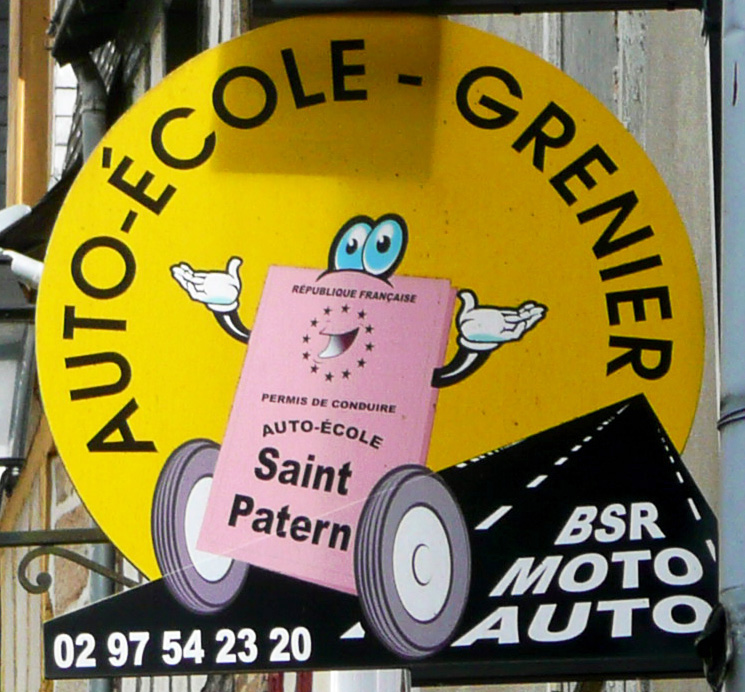 AUTO-ÉCOLE - GRENIER
RÉPUBLIQUE FRANÇAISE
PERMIS DE CONDUIRE
AUTO-ÉCOLE
Saint
Patern
BSR
MOTO
AUTO
02 97 54 23 20